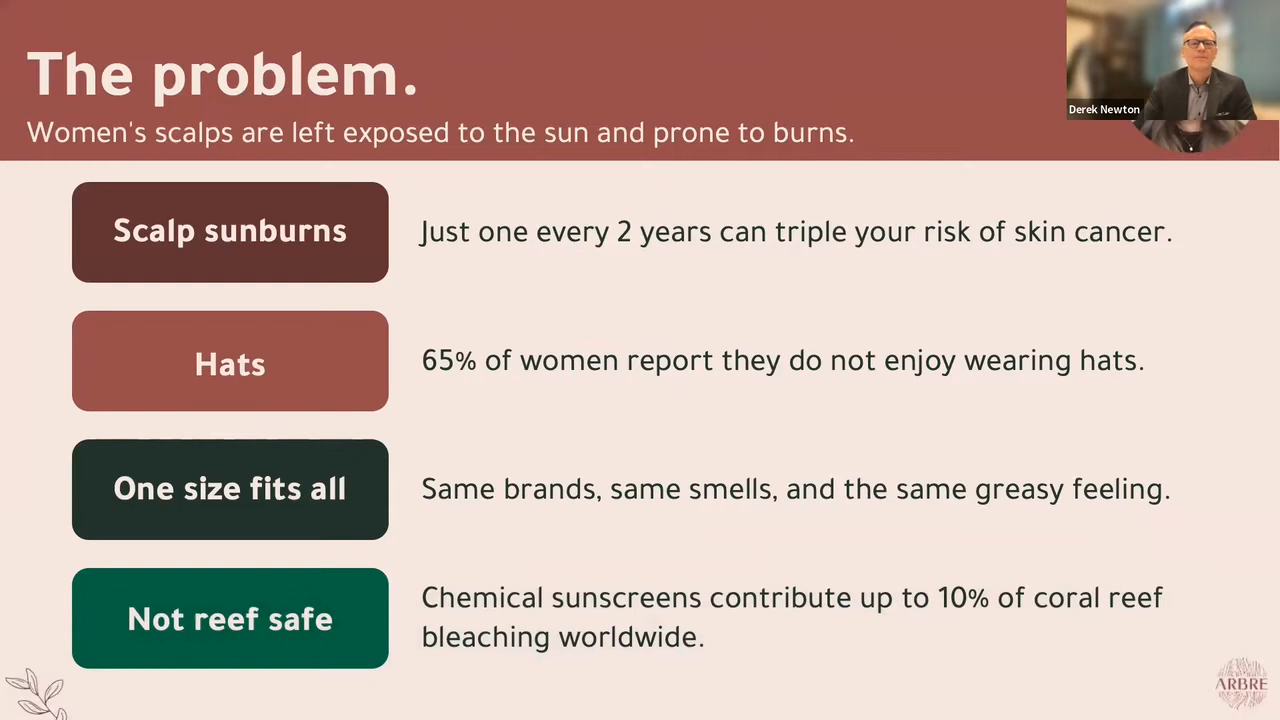 The problem.
Women's scalps are left exposed to the sun and prone to burns.
Derek Newton
Scalp sunburns
Just one every 2 years can triple your risk of skin cancer.
Hats
65% of women report they do not enjoy wearing hats.
One size fits all
Same brands, same smells, and the same greasy feeling.
Not reef safe
Chemical sunscreens contribute up to 10% of coral reef
bleaching worldwide.
ARBRE